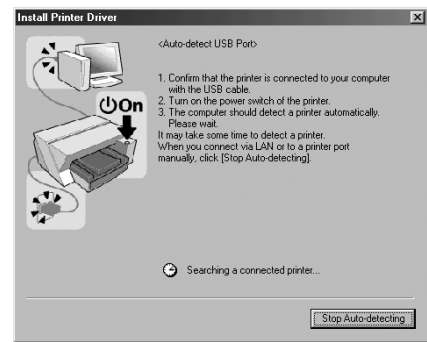 Install Printer Driver
<Auto-detect USB Port>
1. Confirm that the printer is connected to your computer
with the USB cable.
2. Turn on the power switch of the printer.
3. The computer should detect a printer automatically.
Please wait.
It may take some time to detect a printer.
When you connect via LAN or to a printer port
manually, click [Stop Auto-detecting].
On
Searching a connected printer...
Stop Auto-detecting